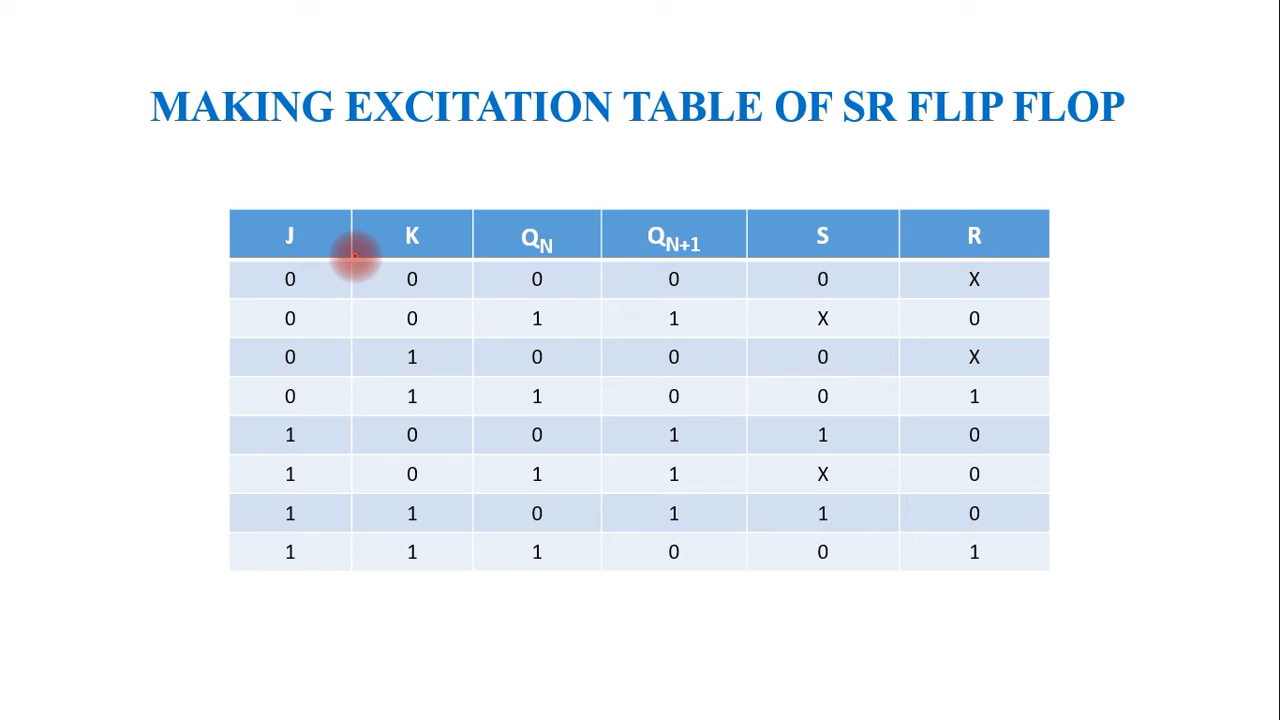 MAKING EXCITATION TABLE OF SR FLIP FLOP
J K QN QN+1 S R
0 0 0 0 0 X
0 0 1 1 X 0
0 1 0 0 0 X
0 1 1 0 0 1
1 0 0 1 1 0
1 0 1 1 X 0
1 1 0 1 1 0
1 1 1 0 0 1